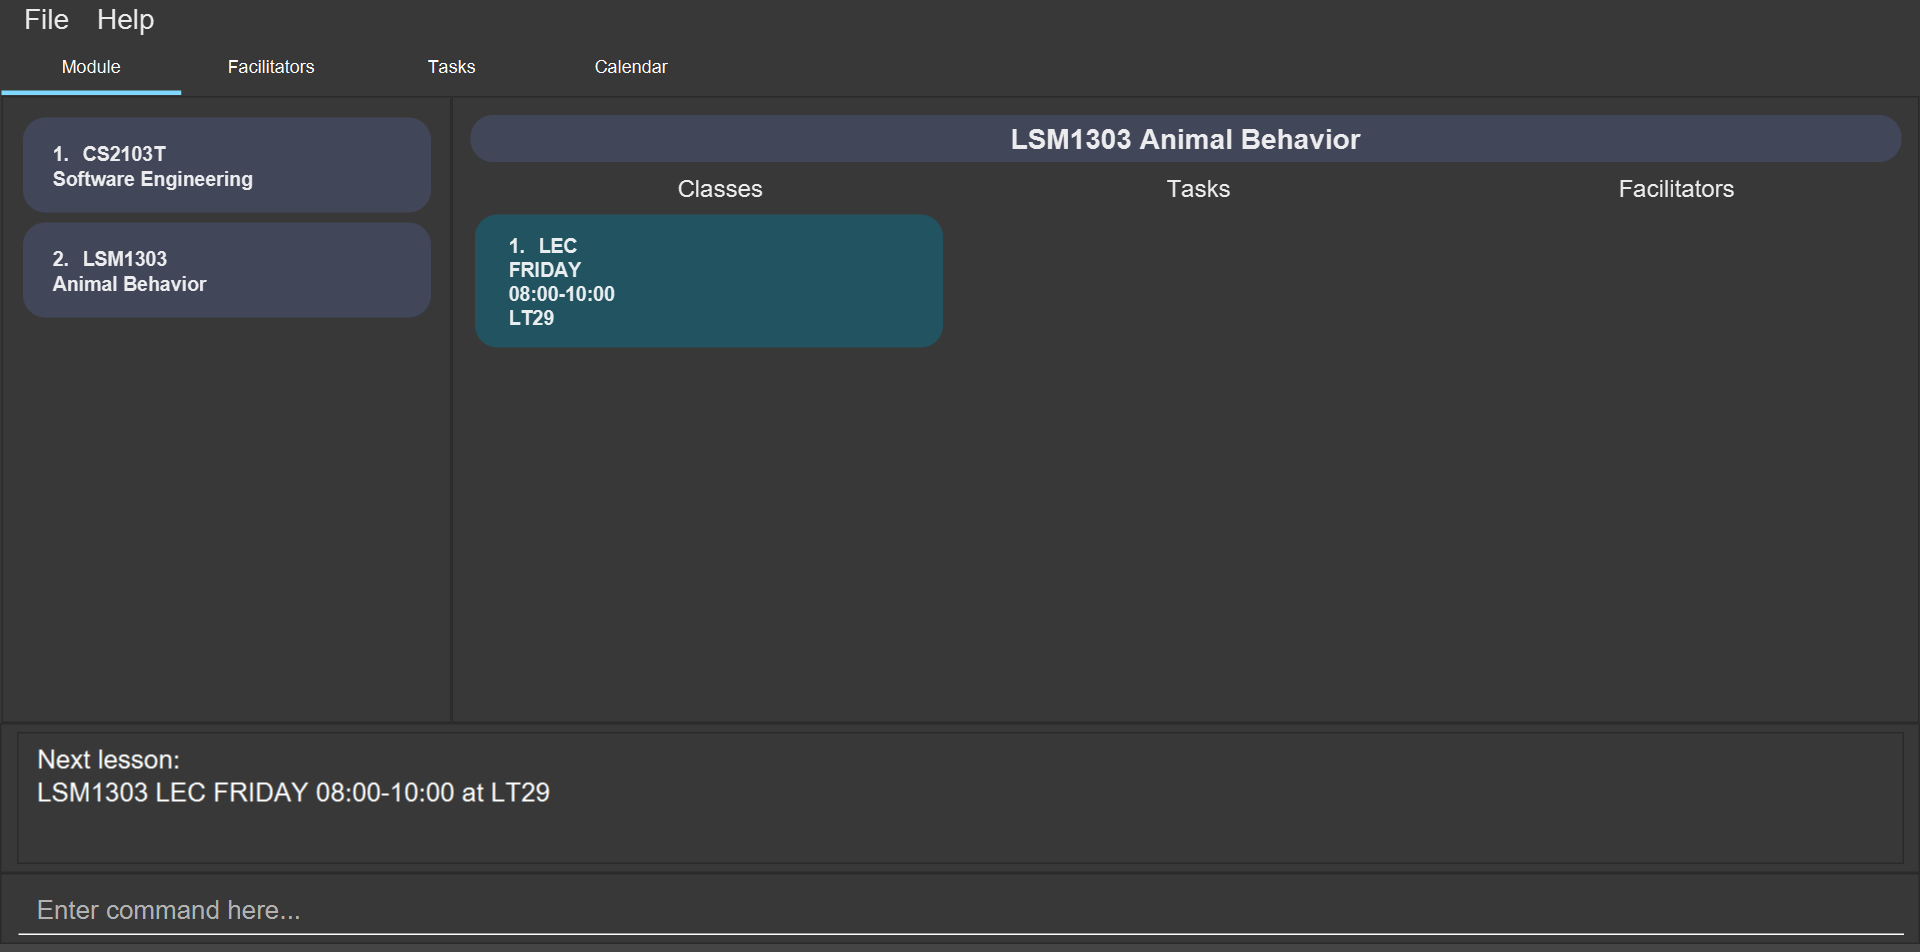 File Help
Module Facilitators Tasks Calendar
1. CS2103T
Software Engineering
2. LSM1303
Animal Behavior
LSM1303 Animal Behavior
Classes Tasks Facilitators
1. LEC
FRIDAY
08:00-10:00
LT29
Next lesson:
LSM1303 LEC FRIDAY 08:00-10:00 at LT29
Enter command here...